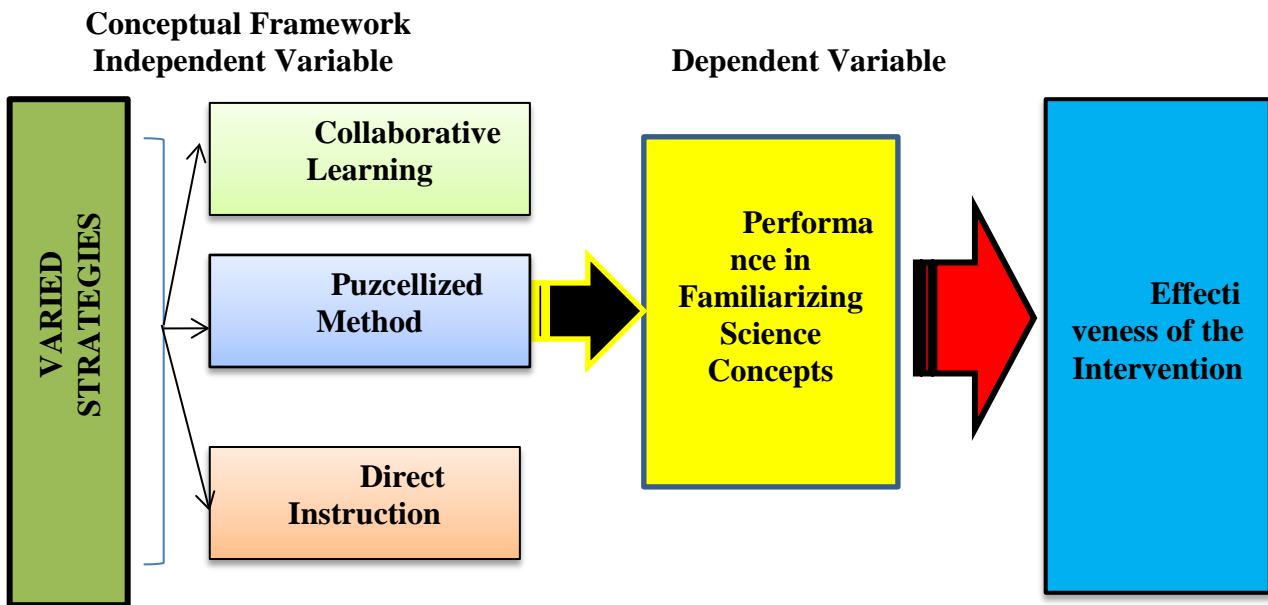 Conceptual Framework
Independent Variable
Dependent Variable
VARIED
STRATEGIES
Collaborative
Learning
Puzcellized
Method
Direct
Instruction
Performa
nce in
Familiarizing
Science
Concepts
Effecti
veness of the
Intervention